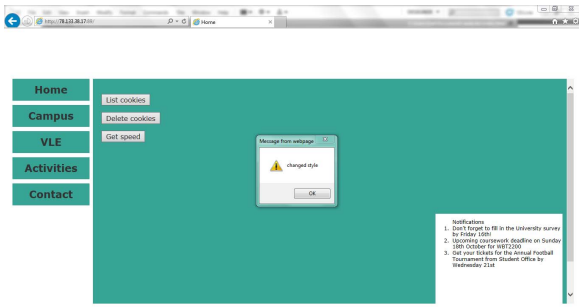 http://78.133.39.17:88/
Home
Home
Campus
VLE
Activities
Contact
List cookies
Delete cookies
Get speed
Message from webpage
changed style
OK
Notifications
1. Don't forget to fill in the University survey
by Friday 16th!
2. Upcoming coursework deadline on Sunday
18th October for WBT2200
3. Get your tickets for the Annual Football
Tournament from Student Office by
Wednesday 21st